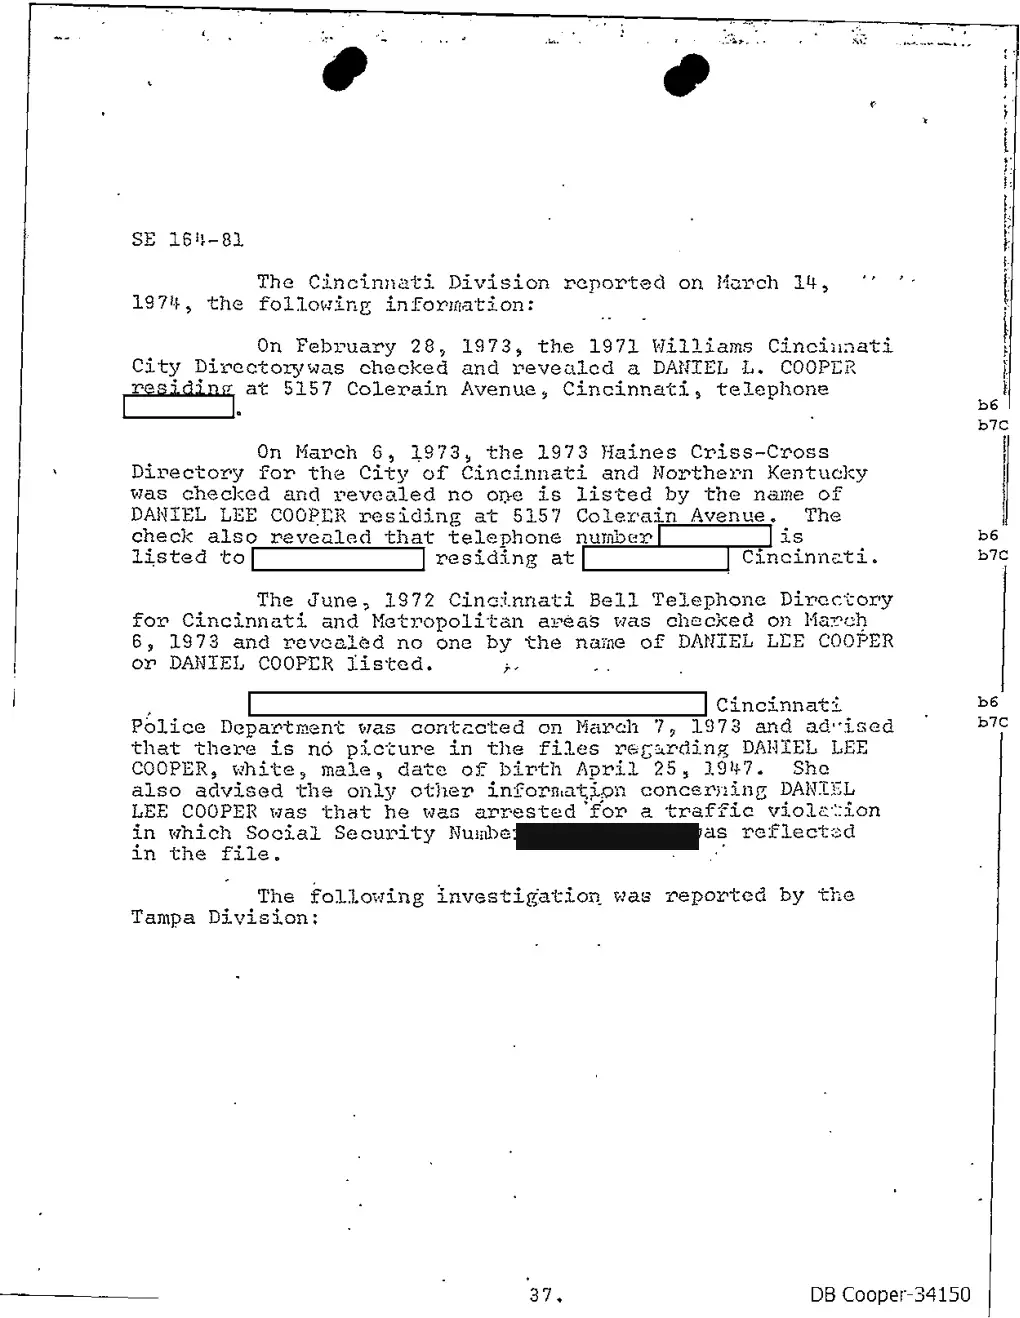 SE 164-81
The Cincinnati Division reported on March 14,
1974, the following information:
On February 28, 1973, the 1971 Williams Cincinnati
City Directory was checked and revealed a DANIEL L. COOPER
residing at 5157 Colerain Avenue, Cincinnati, telephone
.
b6
b7C
On March 6, 1973, the 1973 Haines Criss-Cross
Directory for the City of Cincinnati and Northern Kentucky
was checked and revealed no one is listed by the name of
DANIEL LEE COOPER residing at 5157 Colerain Avenue. The
check also revealed that telephone number is
listed to residing at Cincinnati.
b6
b7C
The June, 1972 Cincinnati Bell Telephone Directory
for Cincinnati and Metropolitan areas was checked on March
6, 1973 and revealed no one by the name of DANIEL LEE COOPER
or DANIEL COOPER listed.
Cincinnati
Police Department was contacted on March 7, 1973 and advised
that there is no picture in the files regarding DANIEL LEE
COOPER, white, male, date of birth April 25, 1947. She
also advised the only other information concerning DANIEL
LEE COOPER was that he was arrested for a traffic violation
in which Social Security Number was reflected
in the file.
b6
b7C
The following investigation was reported by the
Tampa Division:
37.
DB Cooper-34150